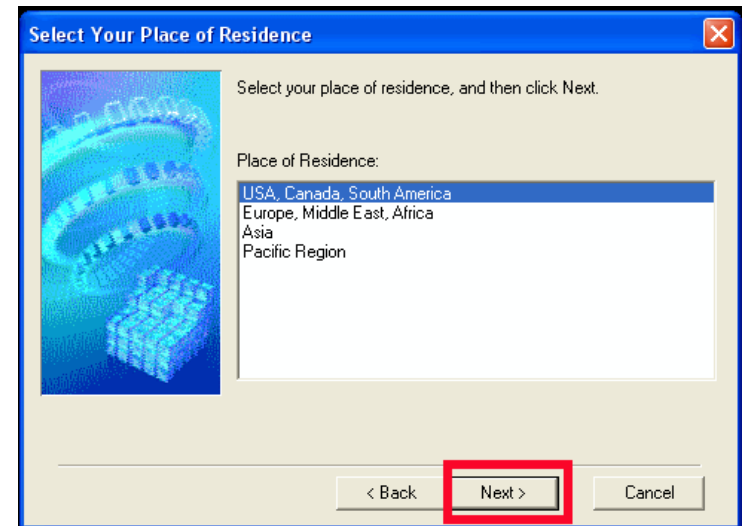 Select Your Place of Residence
Select your place of residence, and then click Next.
Place of Residence:
USA, Canada, South America
Europe, Middle East, Africa
Asia
Pacific Region
< Back
Next >
Cancel